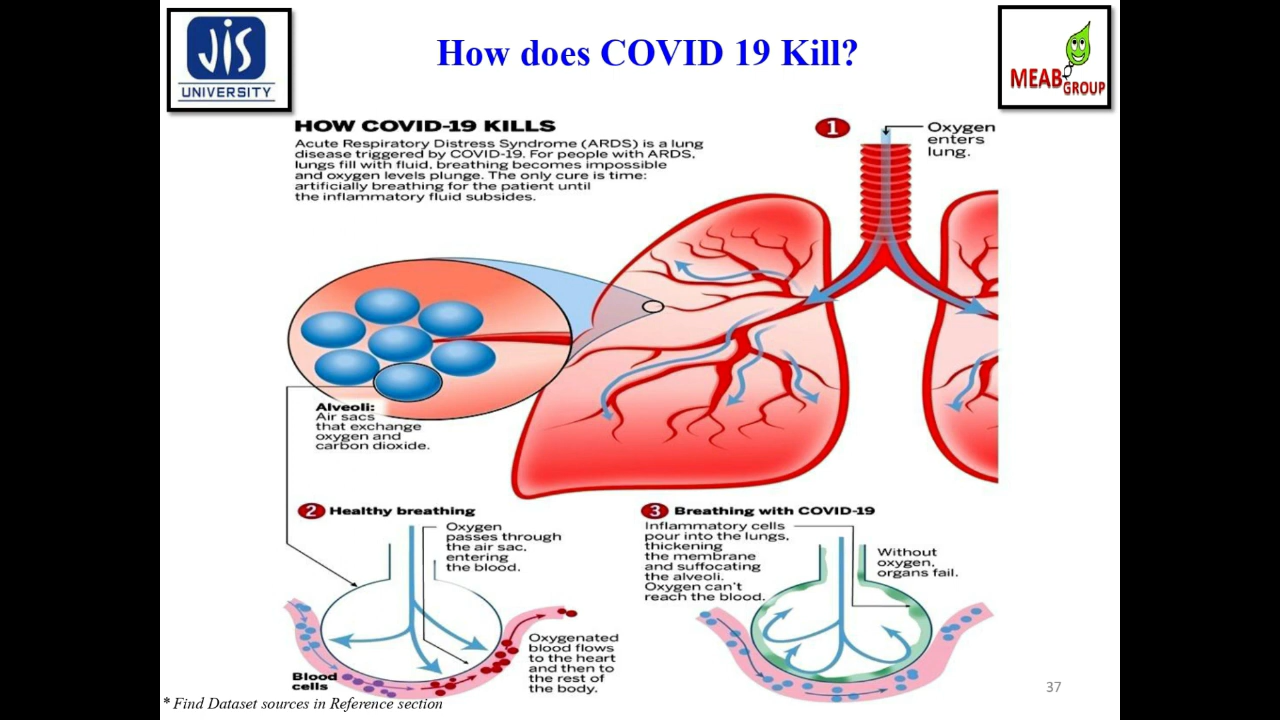 JIS
UNIVERSITY
How does COVID 19 Kill?
MEAB
GROUP
HOW COVID-19 KILLS
Acute Respiratory Distress Syndrome (ARDS) is a lung
disease triggered by COVID-19. For people with ARDS,
lungs fill with fluid, breathing becomes impossible
and oxygen levels plunge. The only cure is time:
artificially breathing for the patient until
the inflammatory fluid subsides.
1
Oxygen
enters
lung.
Alveoli:
Air sacs
that exchange
oxygen and
carbon dioxide.
2 Healthy breathing
Oxygen
passes through
the air sac,
entering
the blood.
Oxygenated
blood flows
to the heart
and then to
the rest of
the body.
Blood
cells
3 Breathing with COVID-19
Inflammatory cells
pour into the lungs,
thickening
the membrane
and suffocating
the alveoli.
Oxygen can't
reach the blood.
Without
oxygen,
organs fail.
* Find Dataset sources in Reference section
37